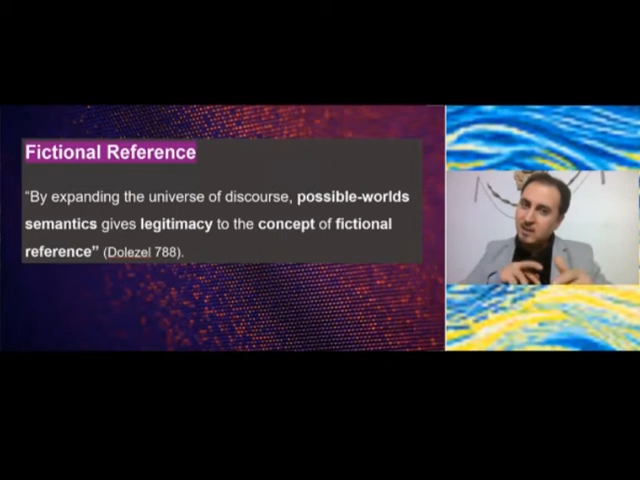 Fictional Reference
“By expanding the universe of discourse, possible-worlds
semantics gives legitimacy to the concept of fictional
reference” (Dolezel 788).